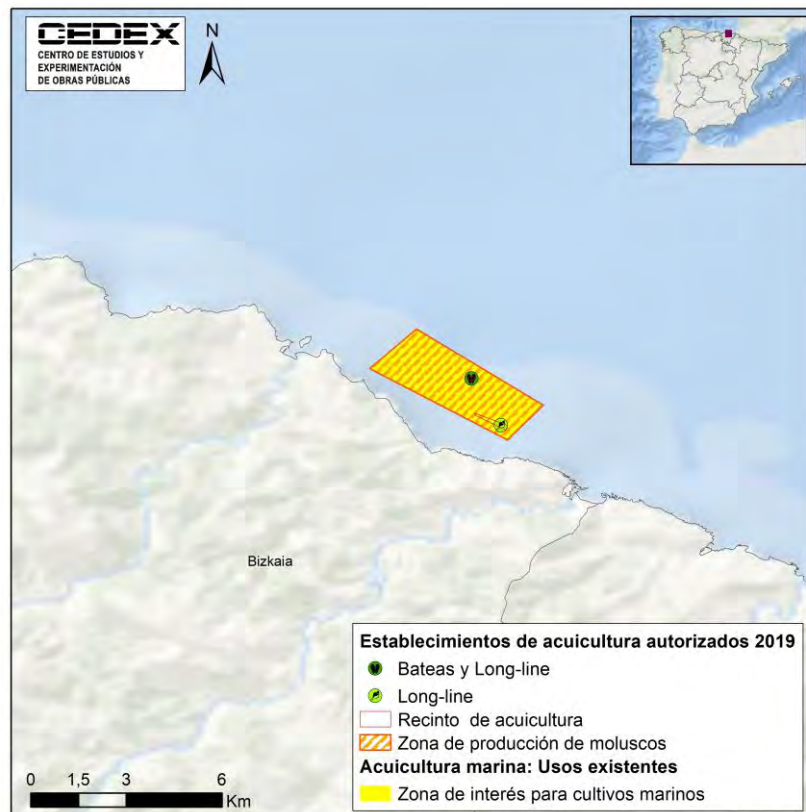 CEDEX
CENTRO DE ESTUDIOS Y
EXPERIMENTACIÓN
DE OBRAS PÚBLICAS
N
Bizkaia
Establecimientos de acuicultura autorizados 2019
Bateas y Long-line
Long-line
Recinto de acuicultura
Zona de producción de moluscos
Acuicultura marina: Usos existentes
Zona de interés para cultivos marinos
0 1,5 3 6
Km